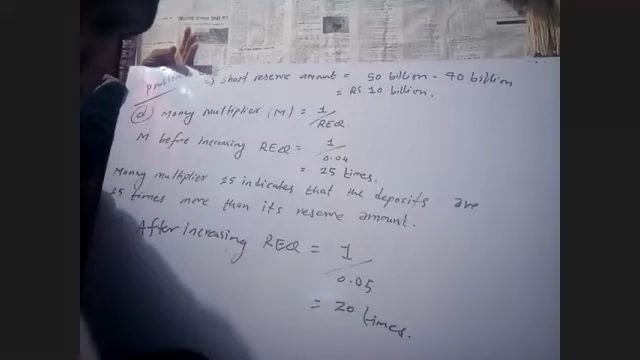 problem
⇒ short reserve amount = 50 billion - 40 billion
= RS 10 billion.
(d) Money multiplier (M) = 1/REQ
M before increasing REQ = 1/0.04
= 25 times.
Money multiplier 25 indicates that the deposits are
25 times more than its reserve amount.
After increasing REQ = 1/0.05
= 20 times.